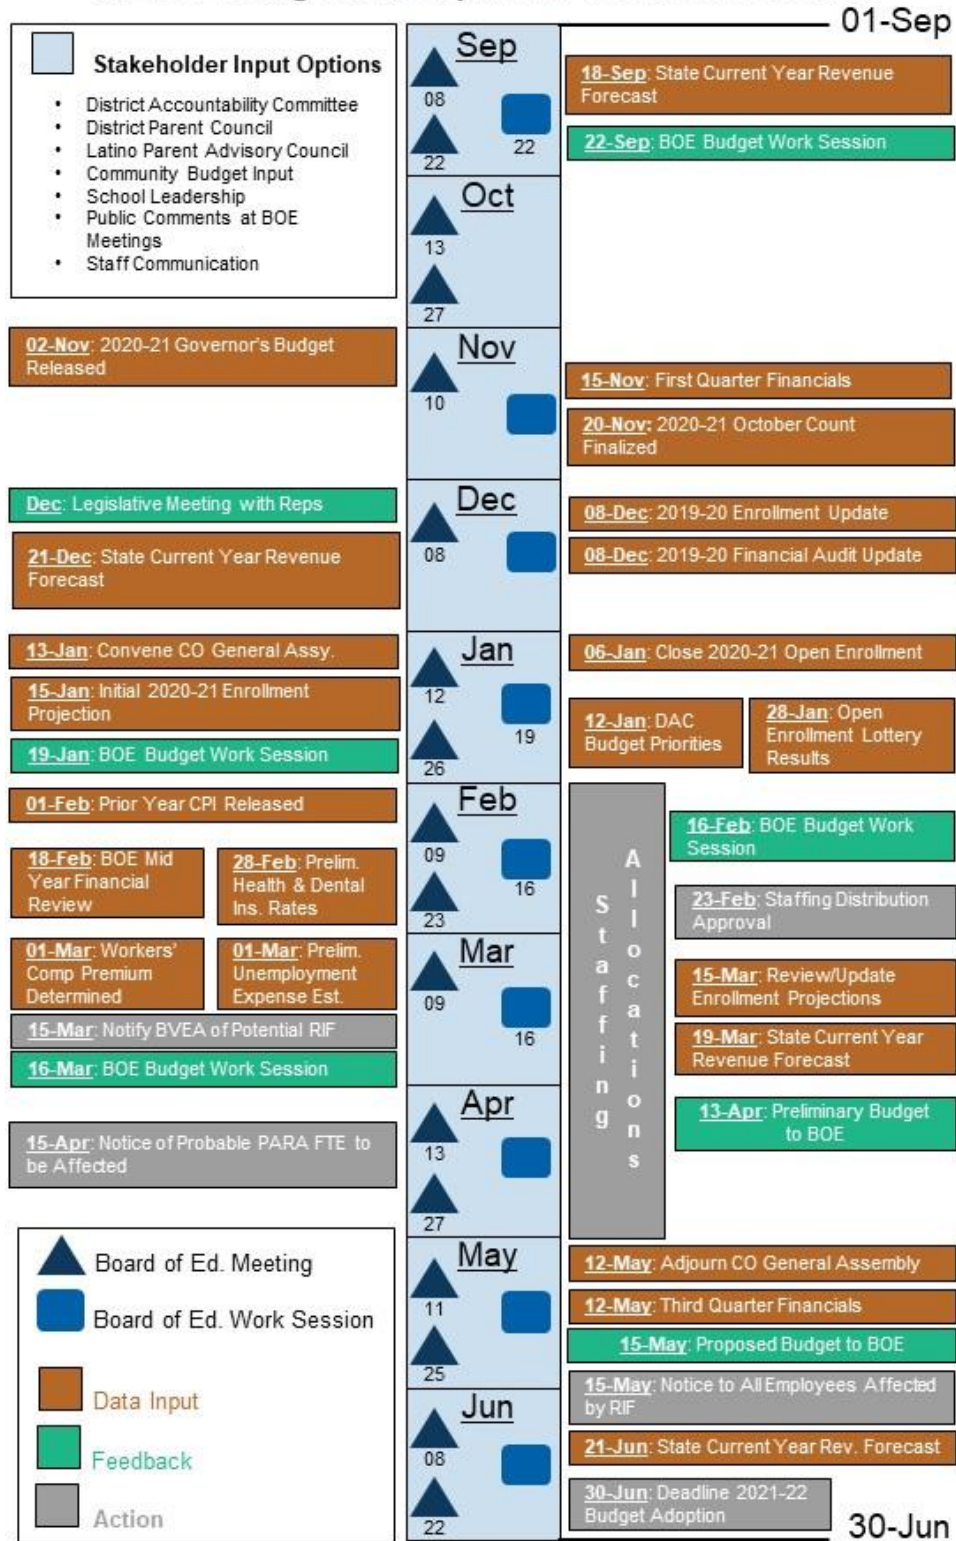 01-Sep
Stakeholder Input Options
• District Accountability Committee
• District Parent Council
• Latino Parent Advisory Council
• Community Budget Input
• School Leadership
• Public Comments at BOE
Meetings
• Staff Communication
02-Nov: 2020-21 Governor's Budget
Released
Dec: Legislative Meeting with Reps
21-Dec: State Current Year Revenue
Forecast
13-Jan: Convene CO General Assy.
15-Jan: Initial 2020-21 Enrollment
Projection
19-Jan: BOE Budget Work Session
01-Feb: Prior Year CPI Released
18-Feb: BOE Mid
Year Financial
Review
28-Feb: Prelim.
Health & Dental
Ins. Rates
01-Mar: Workers'
Comp Premium
Determined
01-Mar: Prelim.
Unemployment
Expense Est.
15-Mar: Notify BVEA of Potential RIF
16-Mar: BOE Budget Work Session
15-Apr: Notice of Probable PARA FTE to
be Affected
Board of Ed. Meeting
Board of Ed. Work Session
Data Input
Feedback
Action
Sep
08
22
22
Oct
13
27
Nov
10
Dec
08
Jan
12
19
26
Feb
09
16
23
Mar
09
16
Apr
13
27
May
11
25
Jun
08
22
18-Sep: State Current Year Revenue
Forecast
22-Sep: BOE Budget Work Session
15-Nov: First Quarter Financials
20-Nov: 2020-21 October Count
Finalized
08-Dec: 2019-20 Enrollment Update
08-Dec: 2019-20 Financial Audit Update
06-Jan: Close 2020-21 Open Enrollment
12-Jan: DAC
Budget Priorities
28-Jan: Open
Enrollment Lottery
Results
Staffing
Allocations
16-Feb: BOE Budget Work
Session
23-Feb: Staffing Distribution
Approval
15-Mar: Review/Update
Enrollment Projections
19-Mar: State Current Year
Revenue Forecast
13-Apr: Preliminary Budget
to BOE
12-May: Adjourn CO General Assembly
12-May: Third Quarter Financials
15-May: Proposed Budget to BOE
15-May: Notice to All Employees Affected
by RIF
21-Jun: State Current Year Rev. Forecast
30-Jun: Deadline 2021-22
Budget Adoption
30-Jun